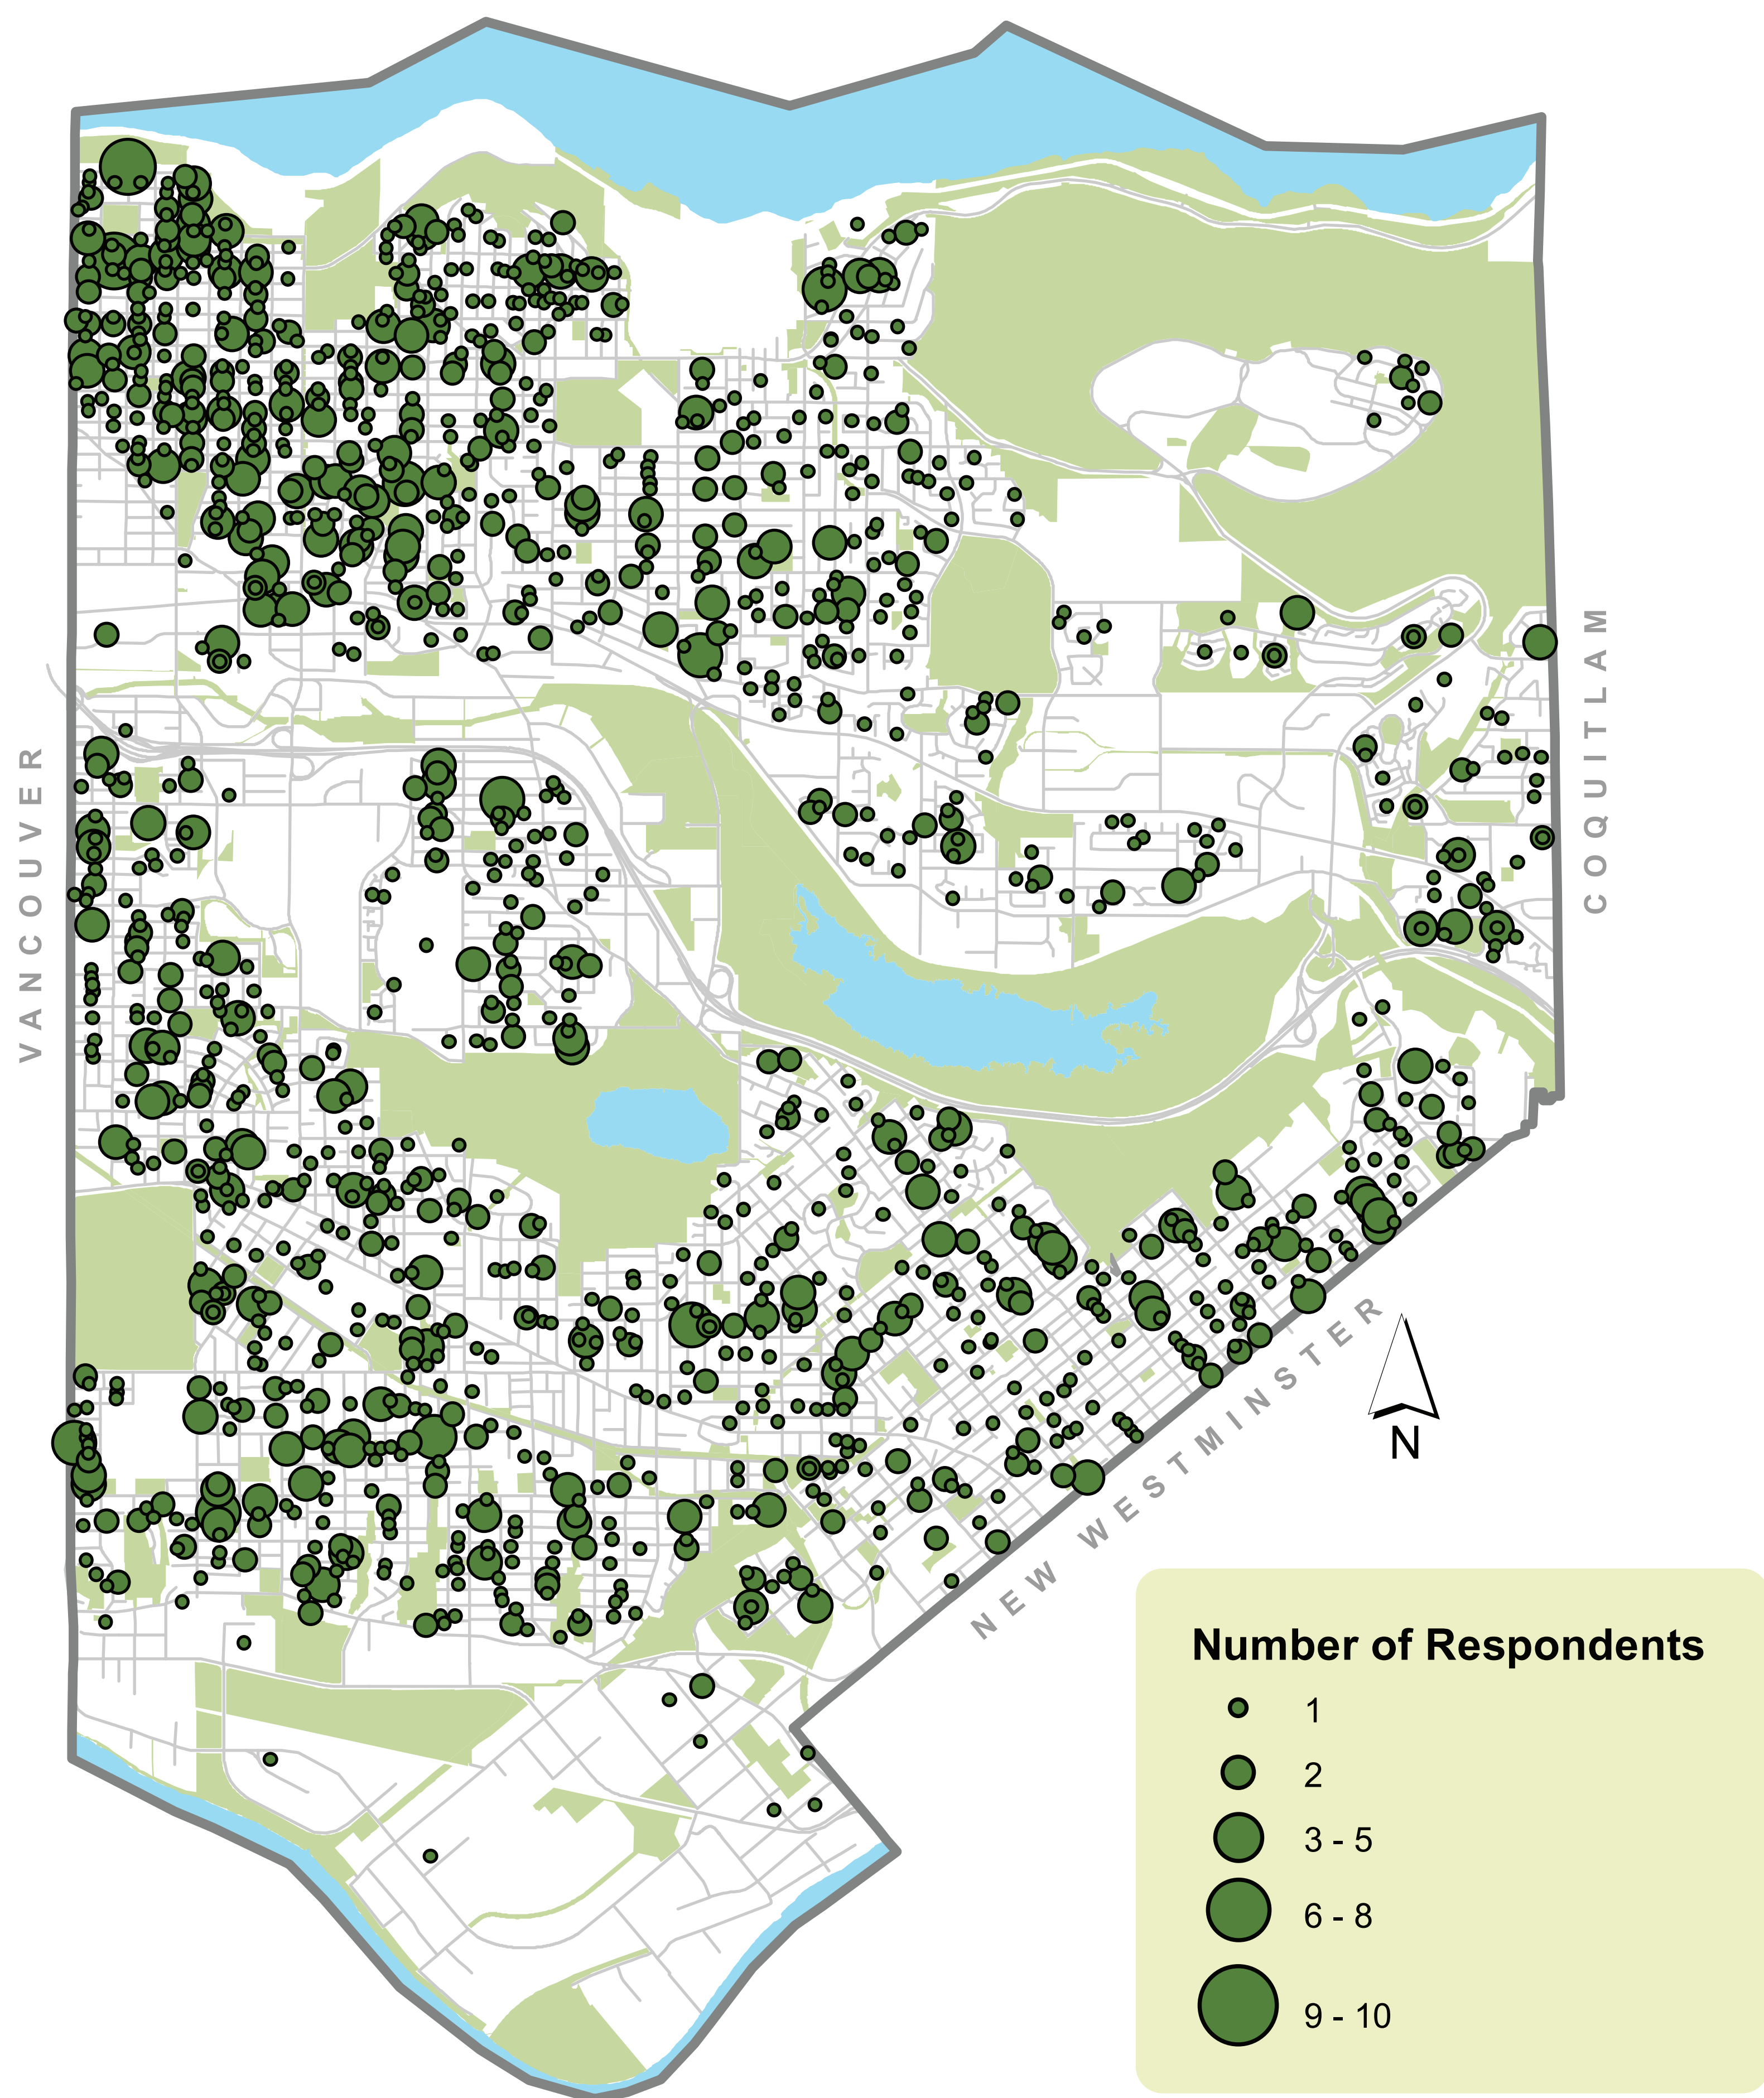 COQUITLAM
VANCOUVER
NEW WESTMINSTER
N
Number of Respondents
1
2
3 - 5
6 - 8
9 - 10